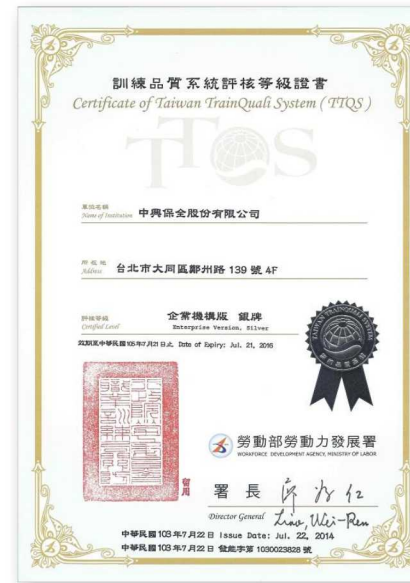 訓練品質系統評核等級證書
Certificate of Taiwan TrainQuali System ( TTQS )
TTQS
單位名稱
Name of Institution 中興保全股份有限公司
所在地
Address 台北市大同區鄭州路 139 號 4F
評核等級
Certified Level
企業機構版 銀牌
Enterprise Version, Silver
效期至中華民國105年7月21日止 Date of Expiry: Jul. 21, 2016
TAIWAN TRAINQUALI SYSTEM
勞動部勞動力發展署
WORKFORCE DEVELOPMENT AGENCY, MINISTRY OF LABOR
署 長
Director General Liao, Wei-Ren
中華民國103年7月22日 Issue Date: Jul. 22, 2014
中華民國103年7月22日 發能字第 1030023828 號